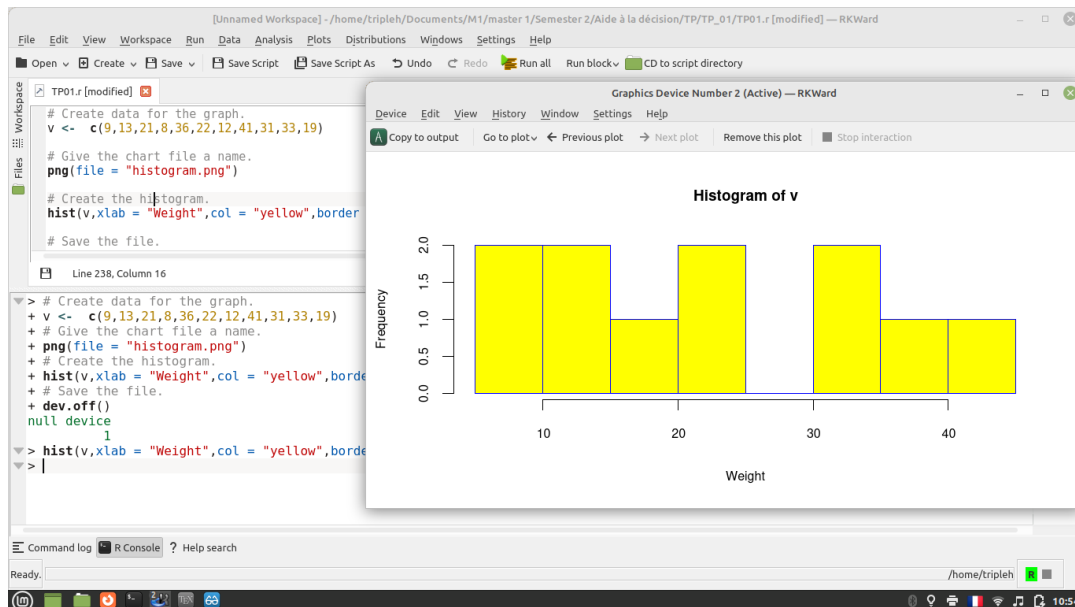 [Unnamed Workspace] - /home/tripleh/Documents/M1/master 1/Semester 2/Aide à la décision/TP/TP_01/TP01.r [modified] — RKWard
File Edit View Workspace Run Data Analysis Plots Distributions Windows Settings Help
Open Create Save Save Script Save Script As Undo Redo Run all Run block CD to script directory
Workspace
Files
TP01.r [modified]
# Create data for the graph.
v <-  c(9,13,21,8,36,22,12,41,31,33,19)
# Give the chart file a name.
png(file = "histogram.png")
# Create the histogram.
hist(v,xlab = "Weight",col = "yellow",border
# Save the file.
Line 238, Column 16
> # Create data for the graph.
+ v <-  c(9,13,21,8,36,22,12,41,31,33,19)
+ # Give the chart file a name.
+ png(file = "histogram.png")
+ # Create the histogram.
+ hist(v,xlab = "Weight",col = "yellow",borde
+ # Save the file.
+ dev.off()
null device
1
> hist(v,xlab = "Weight",col = "yellow",borde
>
Graphics Device Number 2 (Active) — RKWard
Device Edit View History Window Settings Help
A Copy to output Go to plot Previous plot Next plot Remove this plot Stop interaction
Histogram of v
Frequency
2.0
1.5
1.0
0.5
0.0
10 20 30 40
Weight
Command log R Console ? Help search
Ready.
/home/tripleh R
10:54